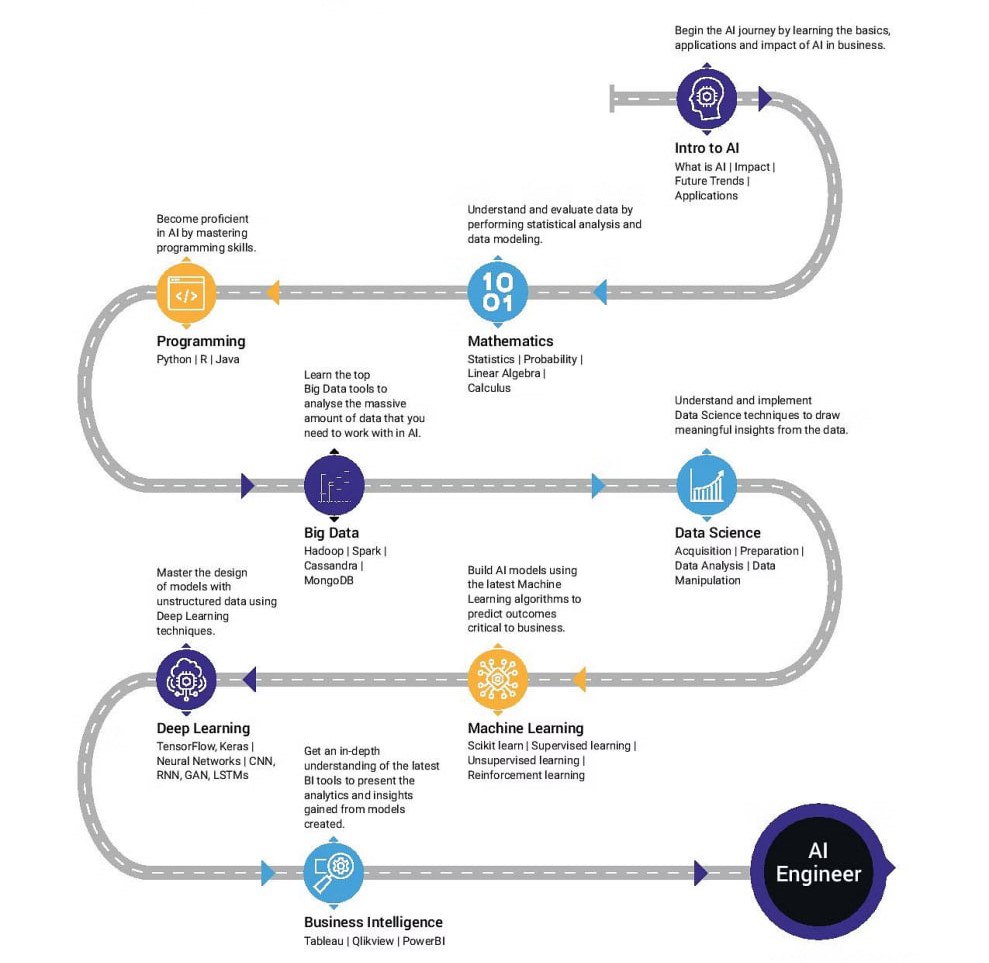 Begin the AI journey by learning the basics,
applications and impact of AI in business.
Intro to AI
What is AI | Impact |
Future Trends |
Applications
Understand and evaluate data by
performing statistical analysis and
data modeling.
10
01
Mathematics
Statistics | Probability |
Linear Algebra |
Calculus
Become proficient
in AI by mastering
programming skills.
</>
Programming
Python | R | Java
Learn the top
Big Data tools to
analyse the massive
amount of data that you
need to work with in AI.
Big Data
Hadoop | Spark |
Cassandra |
MongoDB
Understand and implement
Data Science techniques to draw
meaningful insights from the data.
Data Science
Acquisition | Preparation |
Data Analysis | Data
Manipulation
Build AI models using
the latest Machine
Learning algorithms to
predict outcomes
critical to business.
Machine Learning
Scikit learn | Supervised learning |
Unsupervised learning |
Reinforcement learning
Master the design
of models with
unstructured data using
Deep Learning
techniques.
Deep Learning
TensorFlow, Keras |
Neural Networks | CNN,
RNN, GAN, LSTMs
Get an in-depth
understanding of the latest
BI tools to present the
analytics and insights
gained from models
created.
Business Intelligence
Tableau | Qlikview | PowerBI
AI
Engineer